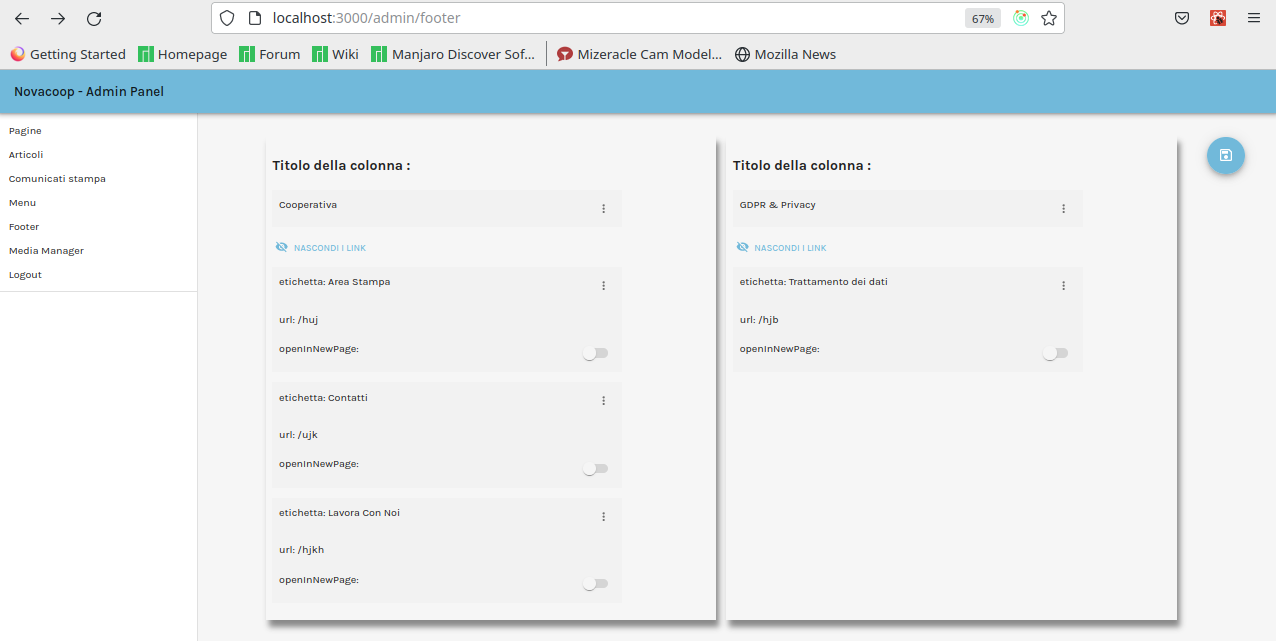 localhost:3000/admin/footer
67%
Getting Started
Homepage
Forum
Wiki
Manjaro Discover Sof...
Mizeracle Cam Model...
Mozilla News
Novacoop - Admin Panel
Pagine
Articoli
Comunicati stampa
Menu
Footer
Media Manager
Logout
Titolo della colonna :
Cooperativa
NASCONDI I LINK
etichetta: Area Stampa
url: /huj
openInNewPage:
etichetta: Contatti
url: /ujk
openInNewPage:
etichetta: Lavora Con Noi
url: /hjkh
openInNewPage:
Titolo della colonna :
GDPR & Privacy
NASCONDI I LINK
etichetta: Trattamento dei dati
url: /hjb
openInNewPage: